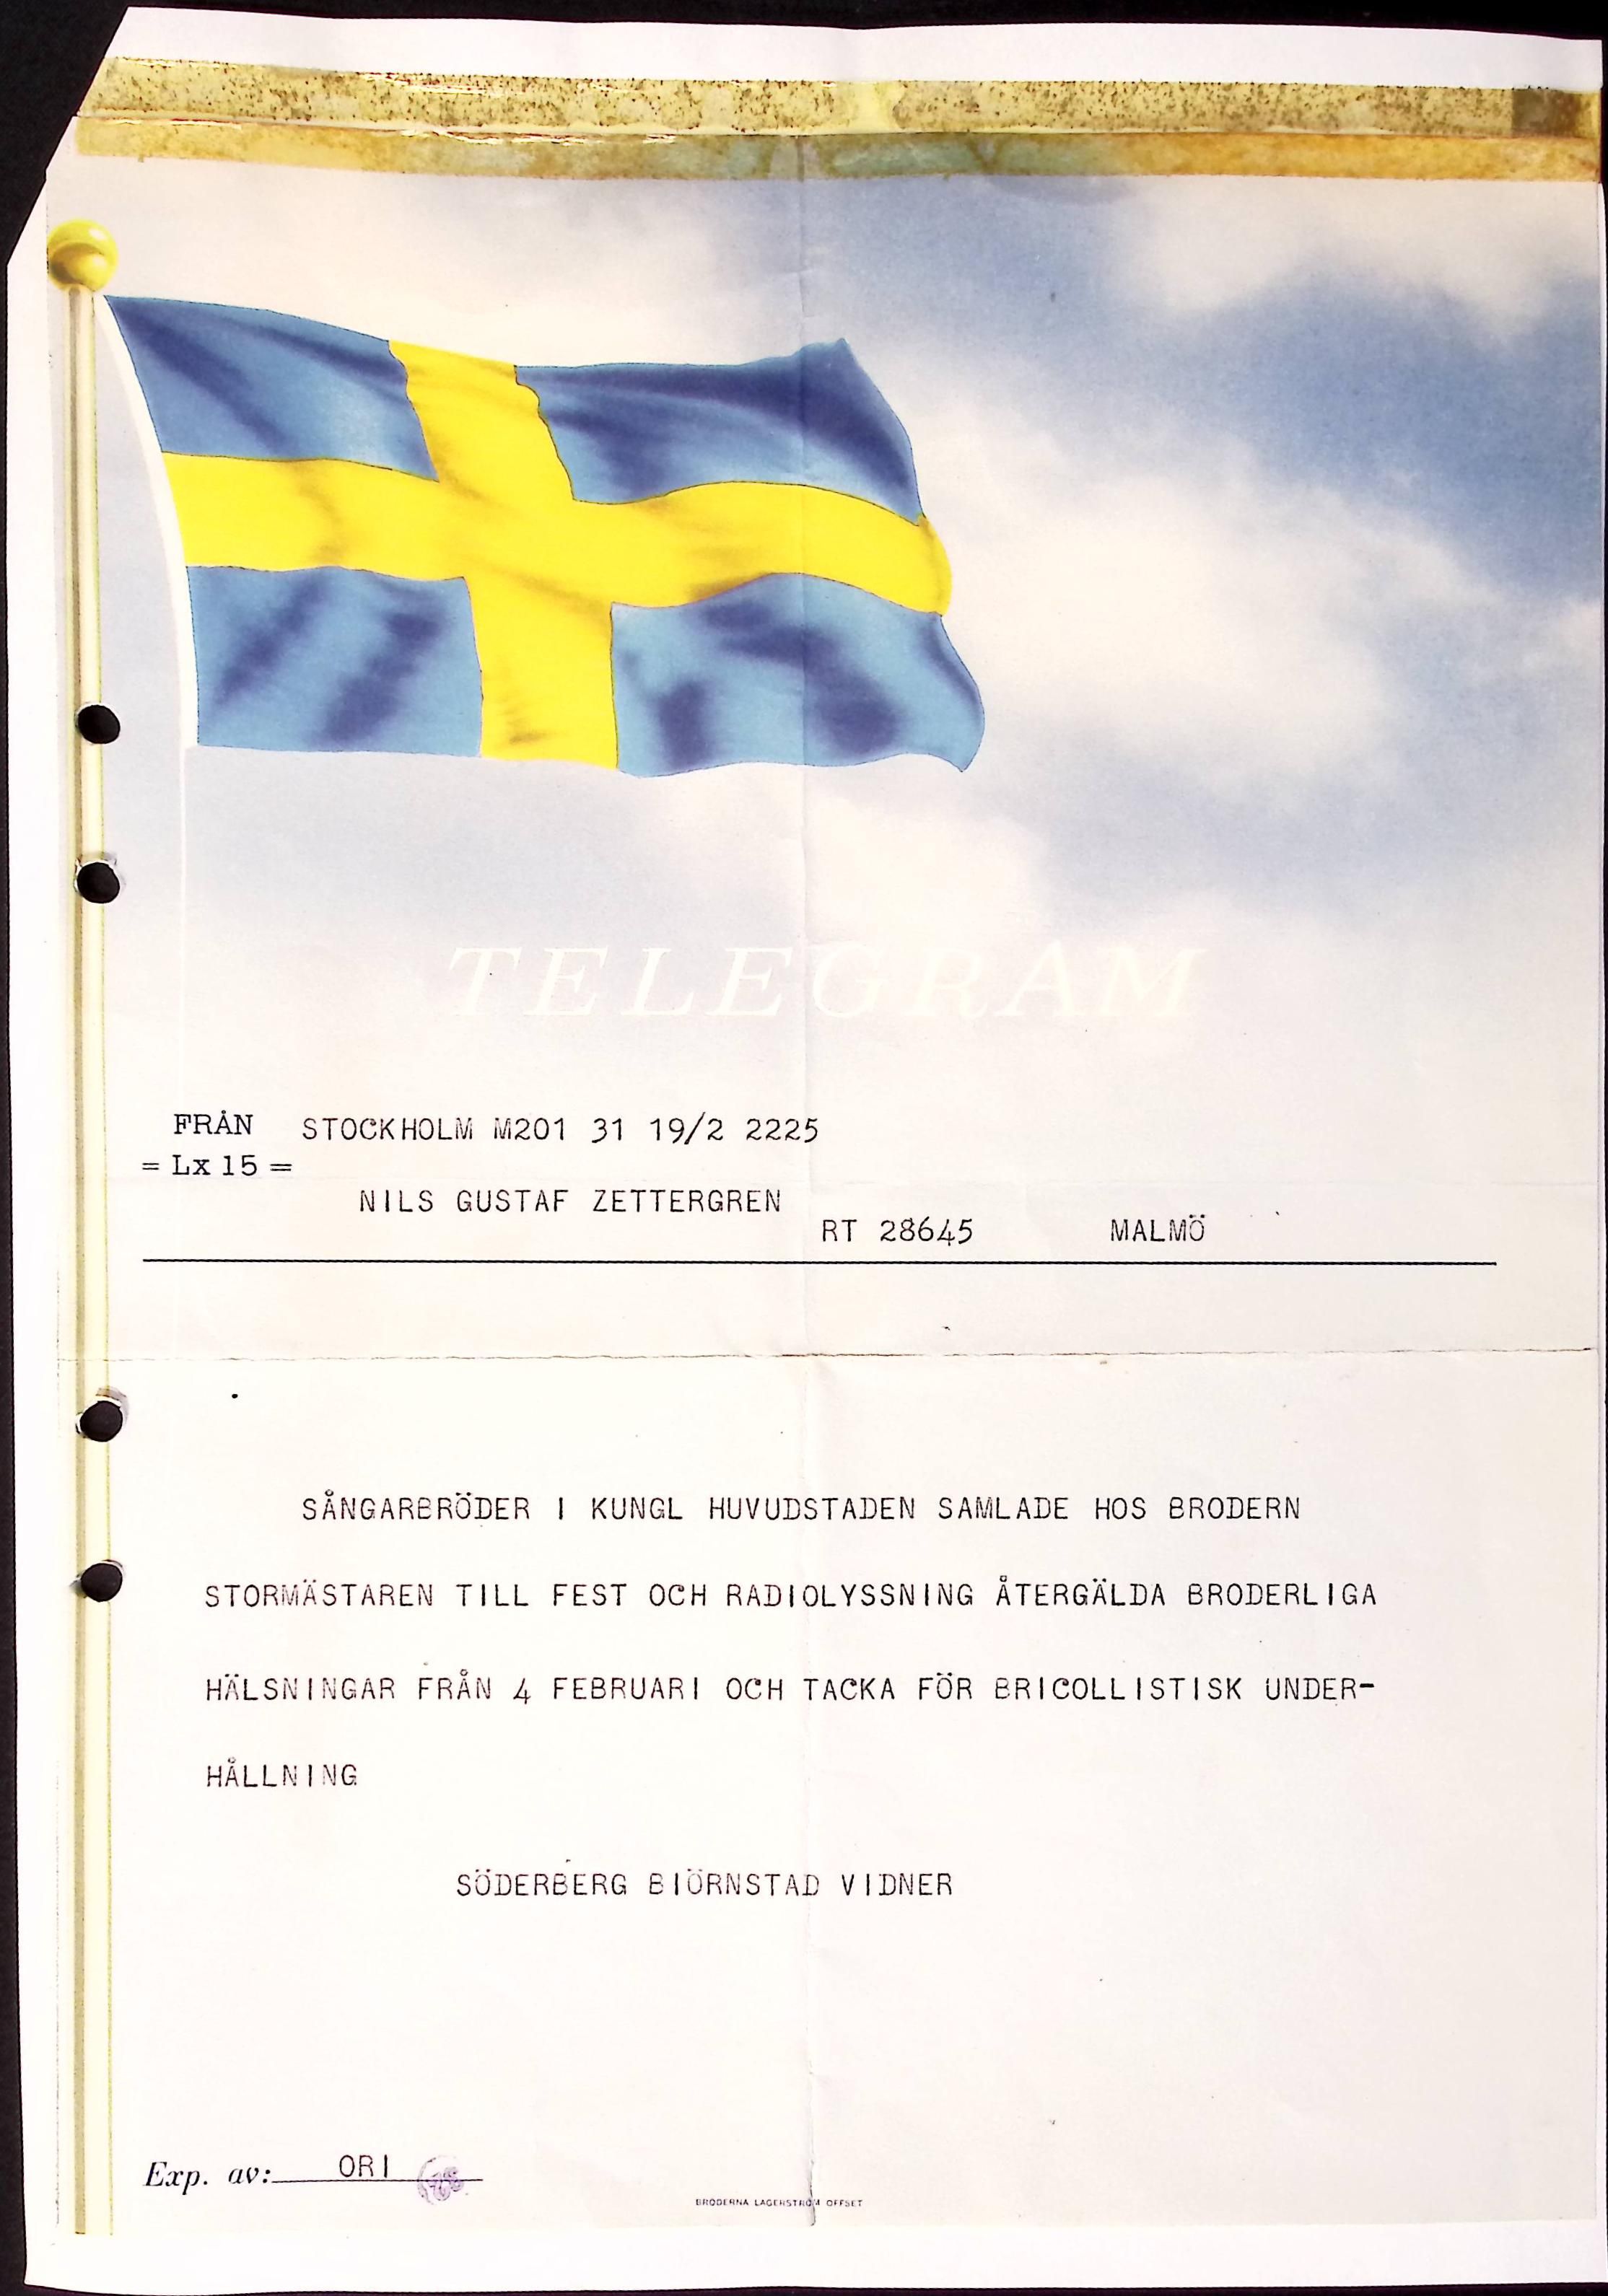 TELEGRAM
FRÅN STOCKHOLM M201 31 19/2 2225
= Lx 15 =
NILS GUSTAF ZETTERGREN
RT 28645 MALMÖ
SÅNGARBRÖDER I KUNGL HUVUDSTADEN SAMLADE HOS BRODERN
STORMÄSTAREN TILL FEST OCH RADIOLYSSNING ÅTERGÄLDA BRODERLIGA
HÄLSNINGAR FRÅN 4 FEBRUARI OCH TACKA FÖR BRICOLLISTISK UNDER-
HÅLLNING
SÖDERBERG BIÖRNSTAD VIDNER
Exp. av: ORI
BRÖDERNA LAGERSTRÖM OFFSET